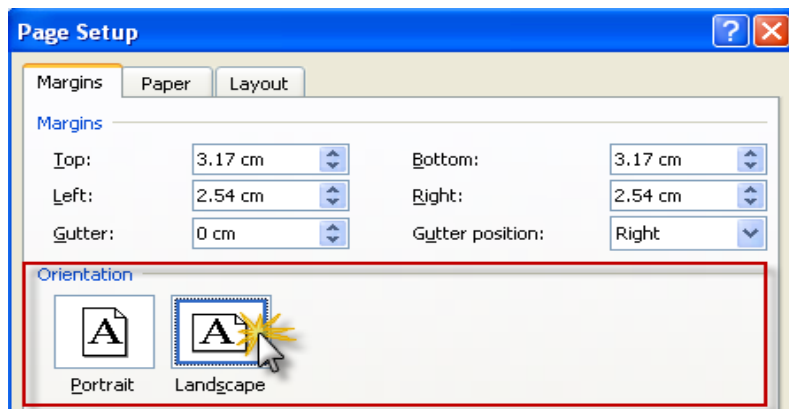 Page Setup
Margins Paper Layout
Margins
Top: 3.17 cm Bottom: 3.17 cm
Left: 2.54 cm Right: 2.54 cm
Gutter: 0 cm Gutter position: Right
Orientation
A A
Portrait Landscape